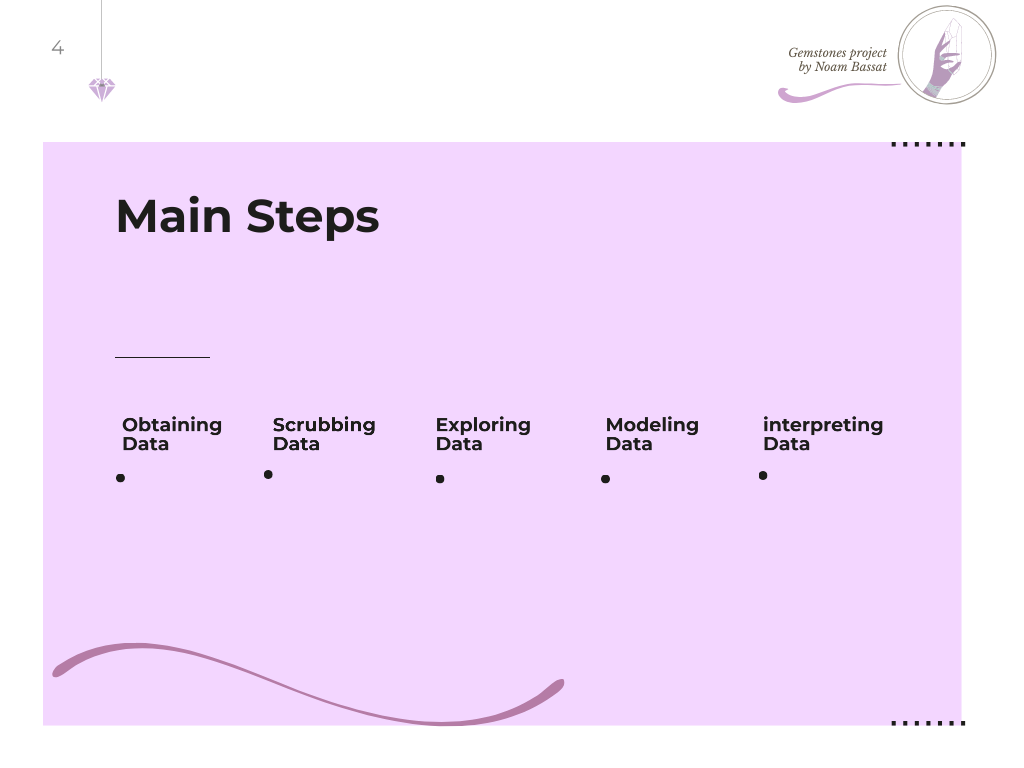 4
Gemstones project
by Noam Bassat
Main Steps
Obtaining
Data
Scrubbing
Data
Exploring
Data
Modeling
Data
interpreting
Data